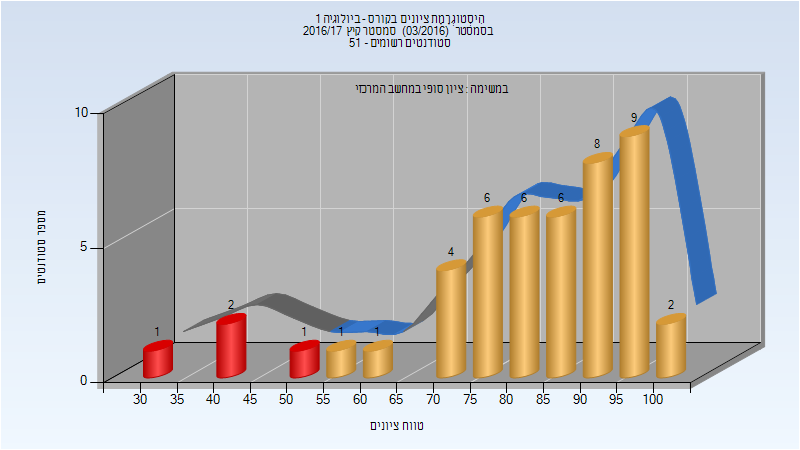 היסטוגרמת ציונים בקורס - ביולוגיה 1
בסמסטר (03/2016) סמסטר קיץ 2016/17
סטודנטים רשומים - 51
במשימה : ציון סופי במחשב המרכזי
10
5
0
מספר סטודנטים
1
2
1
1
1
4
6
6
6
8
9
2
30 35 40 45 50 55 60 65 70 75 80 85 90 95 100
טווח ציונים